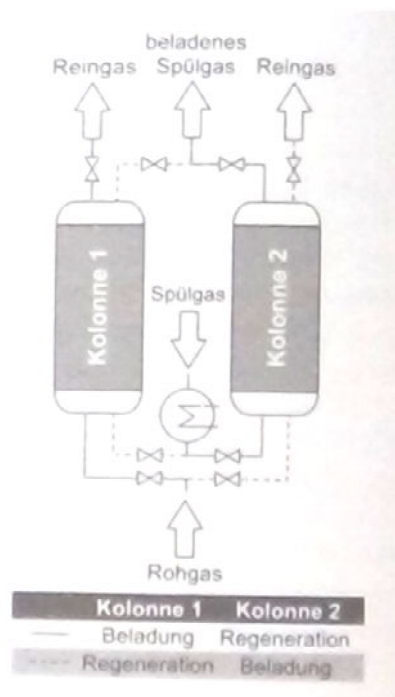 beladenes
Reingas Spülgas Reingas
Kolonne 1
Kolonne 2
Spülgas
Rohgas
Kolonne 1 Kolonne 2
Beladung Regeneration
Regeneration Beladung